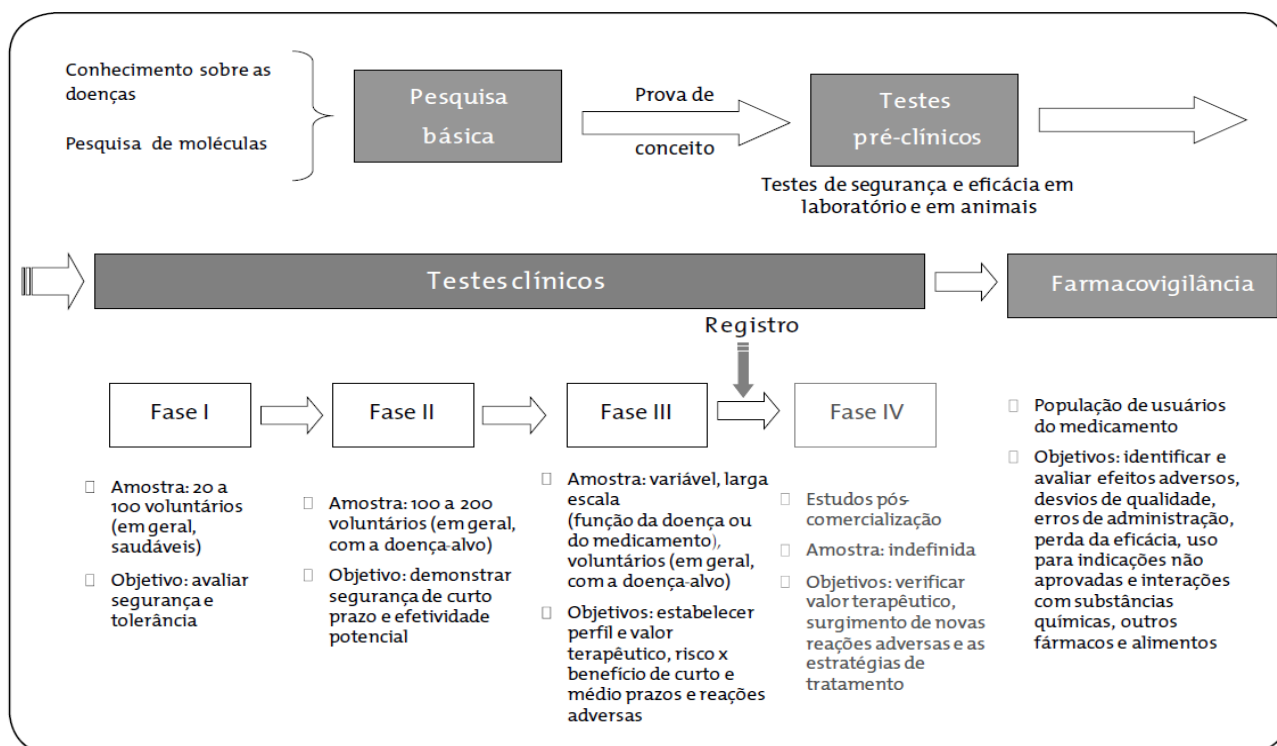 Conhecimento sobre as
doenças
Pesquisa de moléculas
Pesquisa
básica
Prova de
conceito
Testes
pré-clínicos
Testes de segurança e eficácia em
laboratório e em animais
Testes clínicos
Farmacovigilância
Registro
Fase I
Fase II
Fase III
Fase IV
Amostra: 20 a
100 voluntários
(em geral,
saudáveis)
Objetivo: avaliar
segurança e
tolerância
Amostra: 100 a 200
voluntários (em geral,
com a doença-alvo)
Objetivo: demonstrar
segurança de curto
prazo e efetividade
potencial
Amostra: variável, larga
escala
(função da doença ou
do medicamento),
voluntários (em geral,
com a doença-alvo)
Objetivos: estabelecer
perfil e valor
terapêutico, risco x
benefício de curto e
médio prazos e reações
adversas
Estudos pós-
comercialização
Amostra: indefinida
Objetivos: verificar
valor terapêutico,
surgimento de novas
reações adversas e as
estratégias de
tratamento
População de usuários
do medicamento
Objetivos: identificar e
avaliar efeitos adversos,
desvios de qualidade,
erros de administração,
perda da eficácia, uso
para indicações não
aprovadas e interações
com substâncias
químicas, outros
fármacos e alimentos